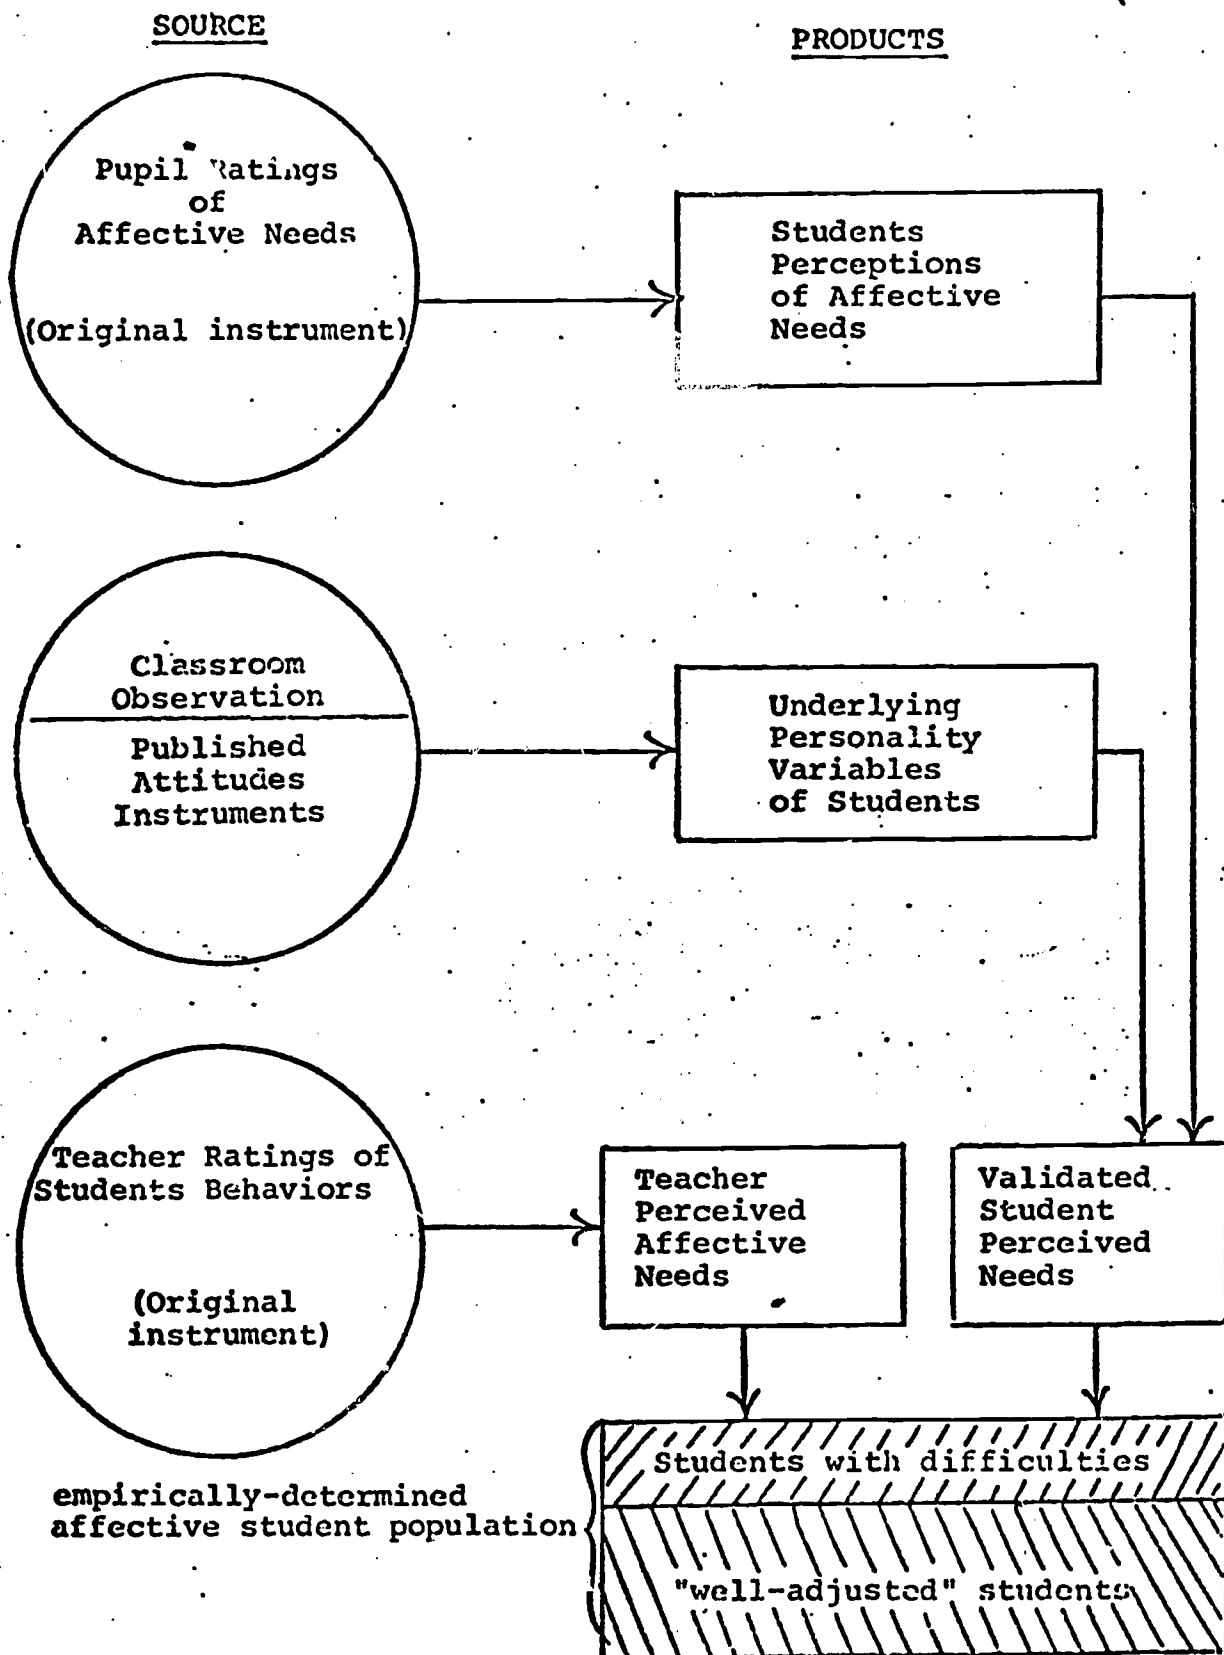 SOURCE
PRODUCTS
Pupil Ratings
of
Affective Needs
(Original instrument)
Students
Perceptions
of Affective
Needs
Classroom
Observation
Published
Attitudes
Instruments
Underlying
Personality
Variables
of Students
Teacher Ratings of
Students Behaviors
(Original
instrument)
Teacher
Perceived
Affective
Needs
Validated
Student
Perceived
Needs
Students with difficulties
empirically-determined
affective student population
"well-adjusted" students